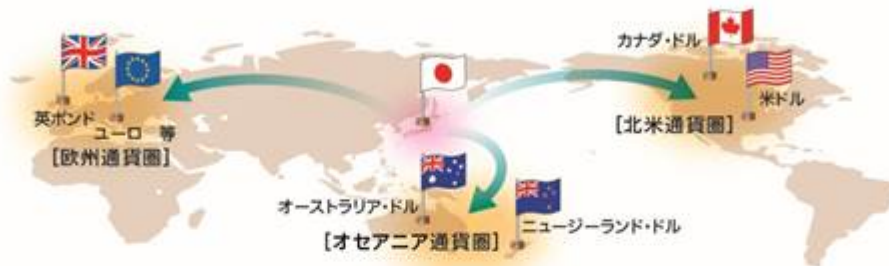 英ポンド
ユーロ 等
[欧州通貨圏]
カナダ・ドル
米ドル
[北米通貨圏]
オーストラリア・ドル
ニュージーランド・ドル
[オセアニア通貨圏]